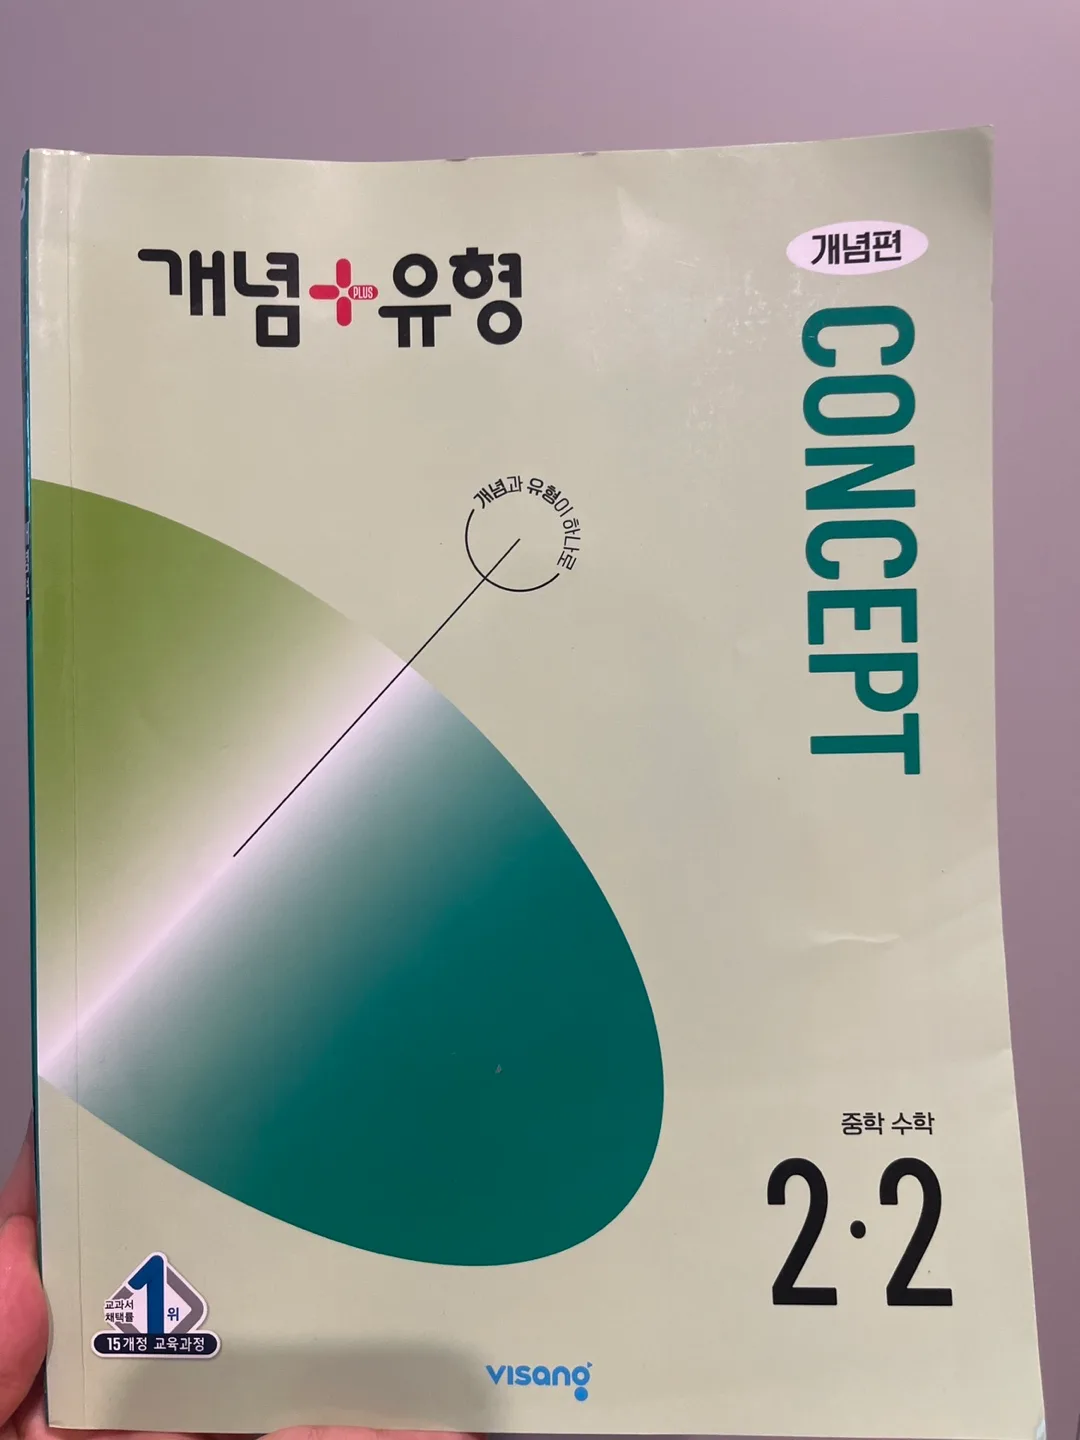 개념+유형
PLUS
개념편
CONCEPT
개념과 유형이 하나로
중학 수학
2·2
교과서
채택률
1위
15개정 교육과정
visang